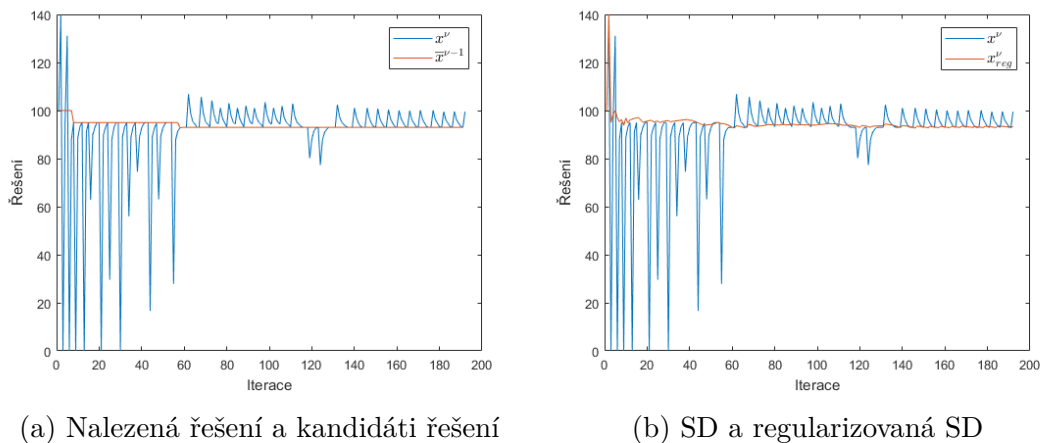 140
120
100
80
60
40
20
0
0 20 40 60 80 100 120 140 160 180 200
Řešení
Iterace
x^ν
x̅^{ν−1}
(a) Nalezená řešení a kandidáti řešení
140
120
100
80
60
40
20
0
0 20 40 60 80 100 120 140 160 180 200
Řešení
Iterace
x^ν
x^ν_{reg}
(b) SD a regularizovaná SD